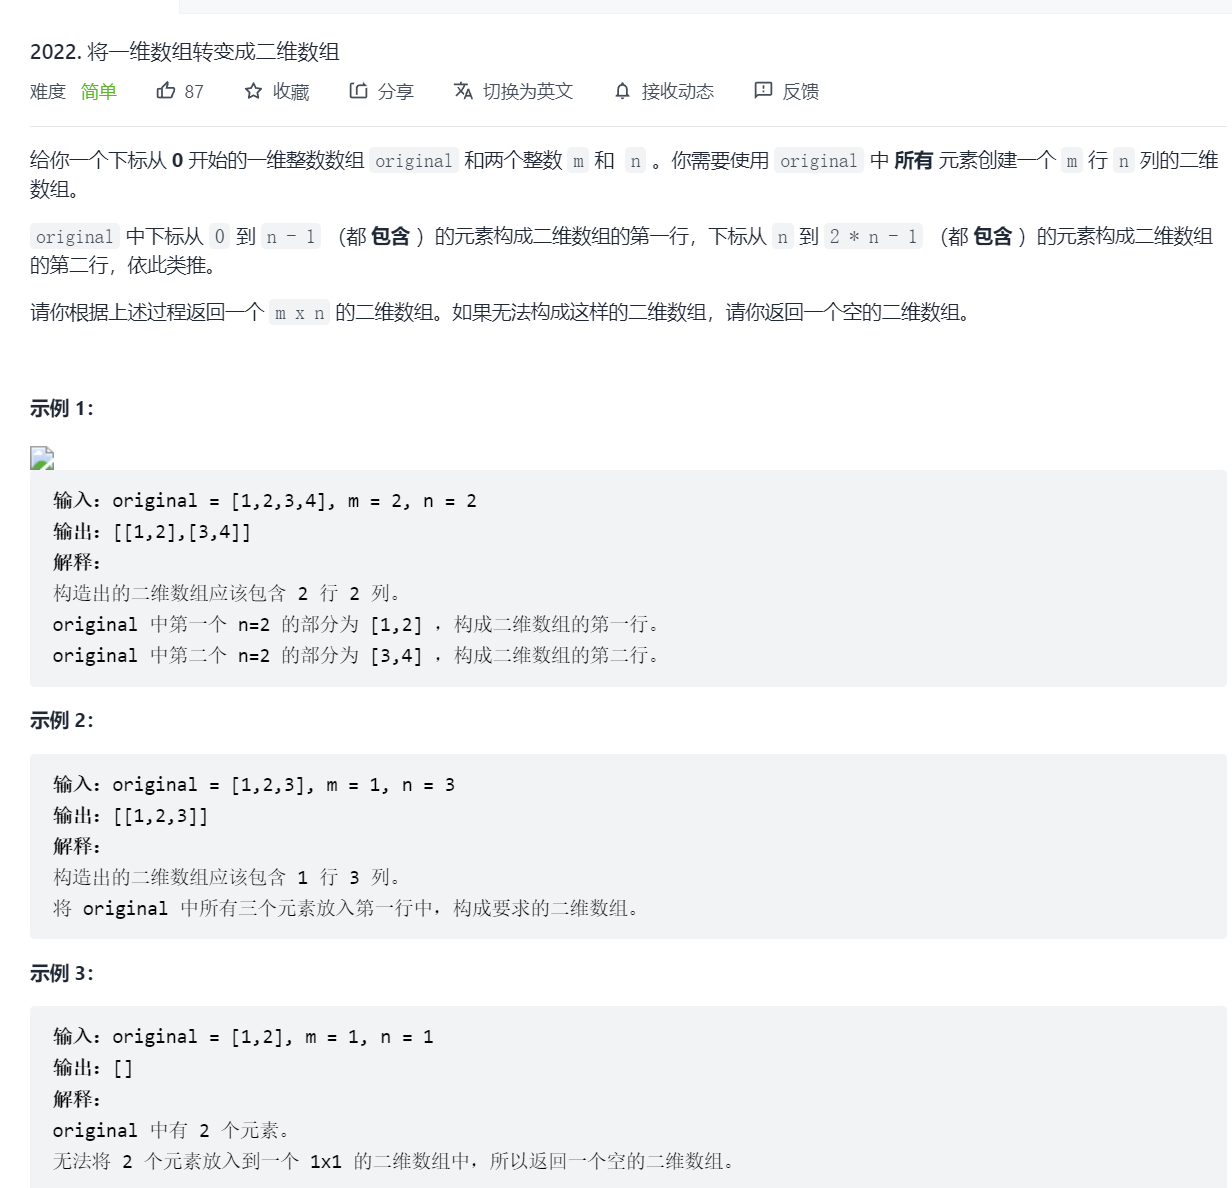 2022. 将一维数组转变成二维数组
难度 简单 87 收藏 分享 切换为英文 接收动态 反馈
给你一个下标从 0 开始的一维整数数组 original 和两个整数 m 和 n 。你需要使用 original 中 所有 元素创建一个 m 行 n 列的二维
数组。
original 中下标从 0 到 n - 1 （都 包含 ）的元素构成二维数组的第一行，下标从 n 到 2 * n - 1 （都 包含 ）的元素构成二维数组
的第二行，依此类推。
请你根据上述过程返回一个 m x n 的二维数组。如果无法构成这样的二维数组，请你返回一个空的二维数组。
示例 1：
输入：original = [1,2,3,4], m = 2, n = 2
输出：[[1,2],[3,4]]
解释：
构造出的二维数组应该包含 2 行 2 列。
original 中第一个 n=2 的部分为 [1,2] ，构成二维数组的第一行。
original 中第二个 n=2 的部分为 [3,4] ，构成二维数组的第二行。
示例 2：
输入：original = [1,2,3], m = 1, n = 3
输出：[[1,2,3]]
解释：
构造出的二维数组应该包含 1 行 3 列。
将 original 中所有三个元素放入第一行中，构成要求的二维数组。
示例 3：
输入：original = [1,2], m = 1, n = 1
输出：[]
解释：
original 中有 2 个元素。
无法将 2 个元素放入到一个 1x1 的二维数组中，所以返回一个空的二维数组。